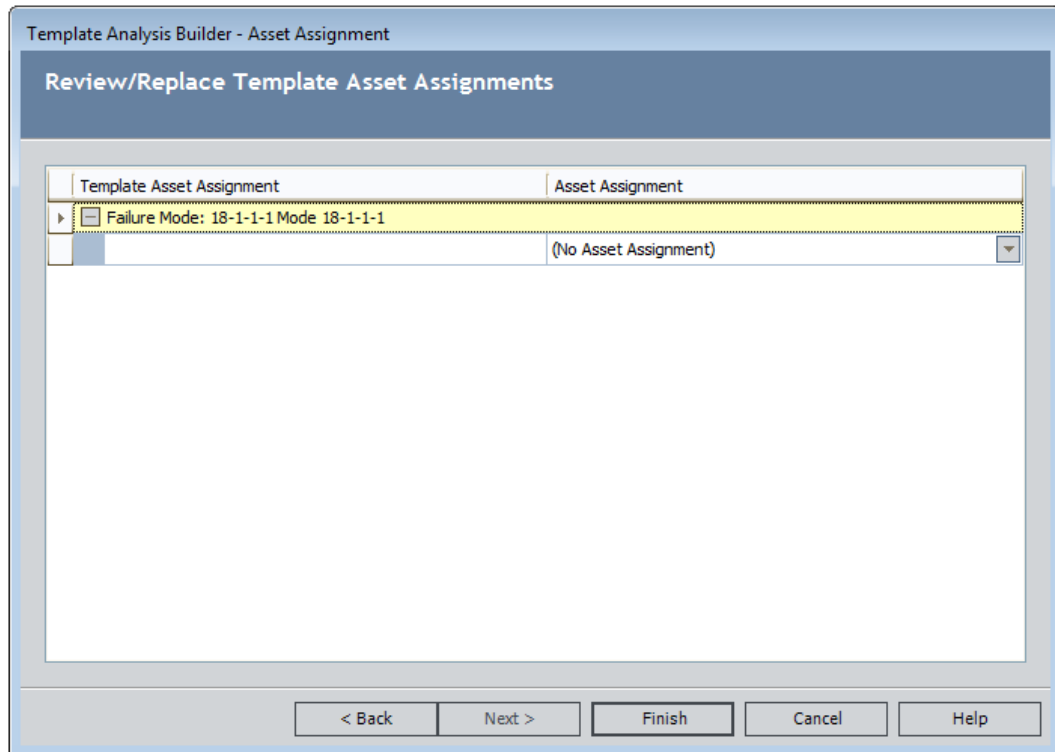 Template Analysis Builder - Asset Assignment
Review/Replace Template Asset Assignments
Template Asset Assignment Asset Assignment
Failure Mode: 18-1-1-1 Mode 18-1-1-1
(No Asset Assignment)
< Back Next > Finish Cancel Help